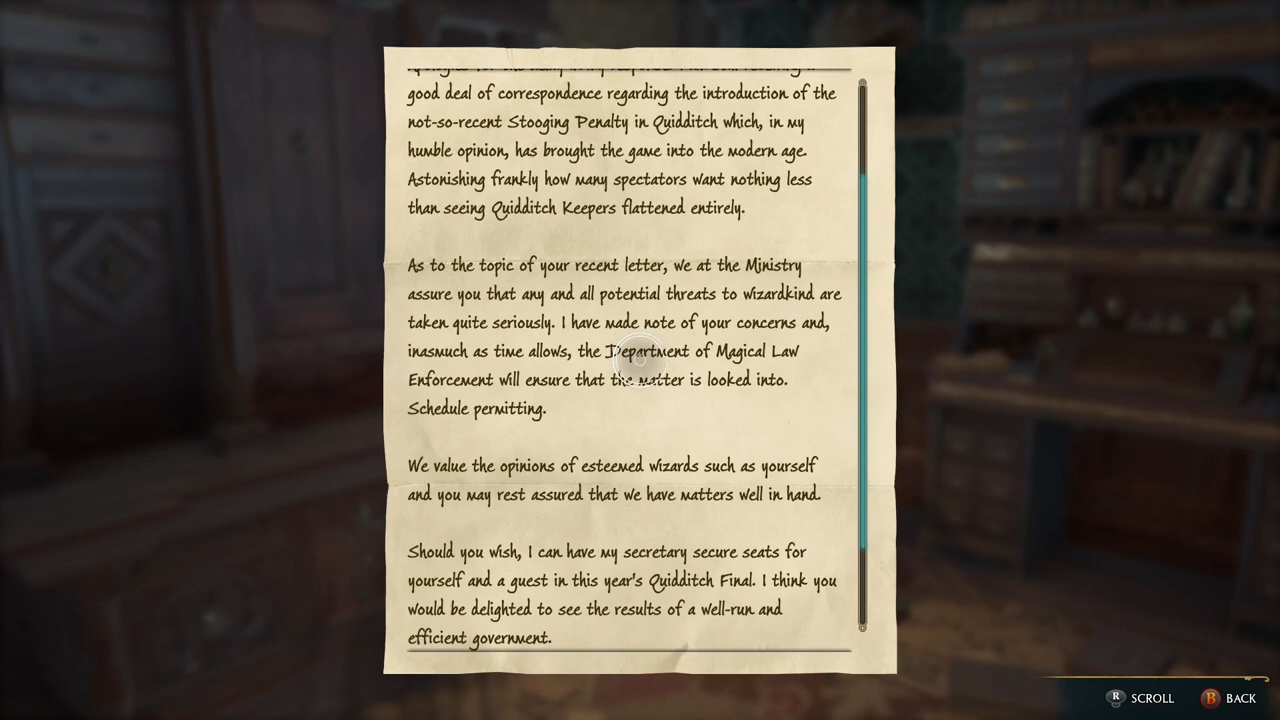 good deal of correspondence regarding the introduction of the
not-so-recent Stooging Penalty in Quidditch which, in my
humble opinion, has brought the game into the modern age.
Astonishing frankly how many spectators want nothing less
than seeing Quidditch Keepers flattened entirely.
As to the topic of your recent letter, we at the Ministry
assure you that any and all potential threats to wizardkind are
taken quite seriously. I have made note of your concerns and,
inasmuch as time allows, the Department of Magical Law
Enforcement will ensure that the matter is looked into.
Schedule permitting.
We value the opinions of esteemed wizards such as yourself
and you may rest assured that we have matters well in hand.
Should you wish, I can have my secretary secure seats for
yourself and a guest in this year's Quidditch Final. I think you
would be delighted to see the results of a well-run and
efficient government.
R SCROLL B BACK